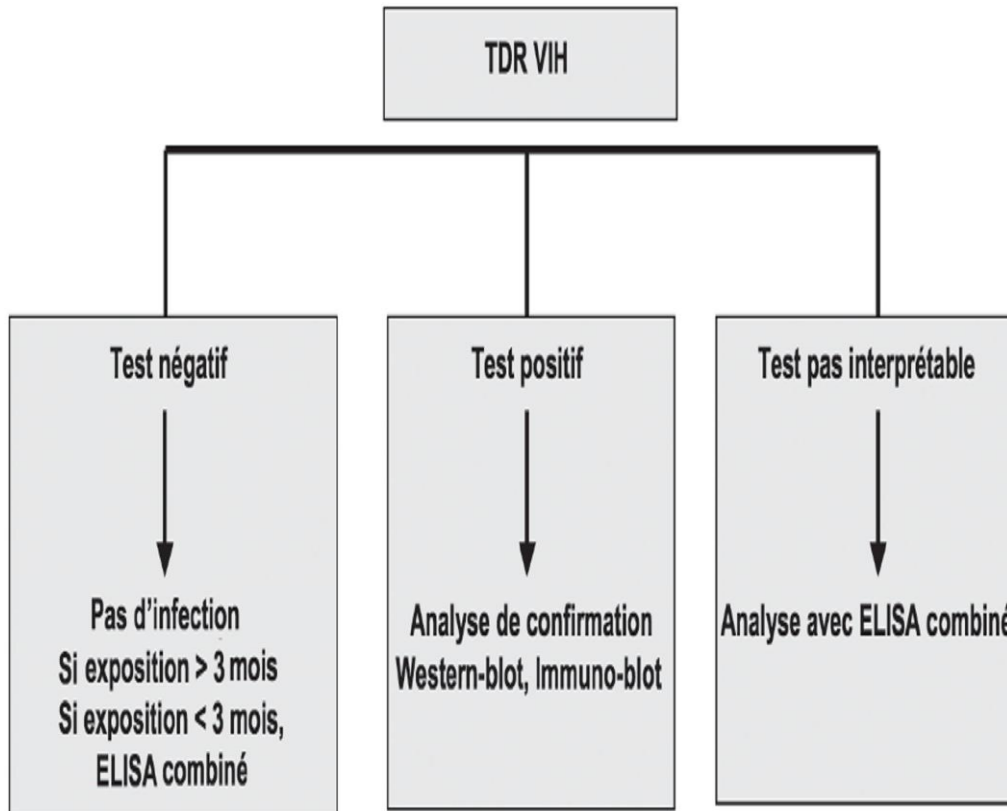 TDR VIH
Test négatif
Pas d'infection
Si exposition > 3 mois
Si exposition < 3 mois,
ELISA combiné
Test positif
Analyse de confirmation
Western-blot, Immuno-blot
Test pas interprétable
Analyse avec ELISA combiné